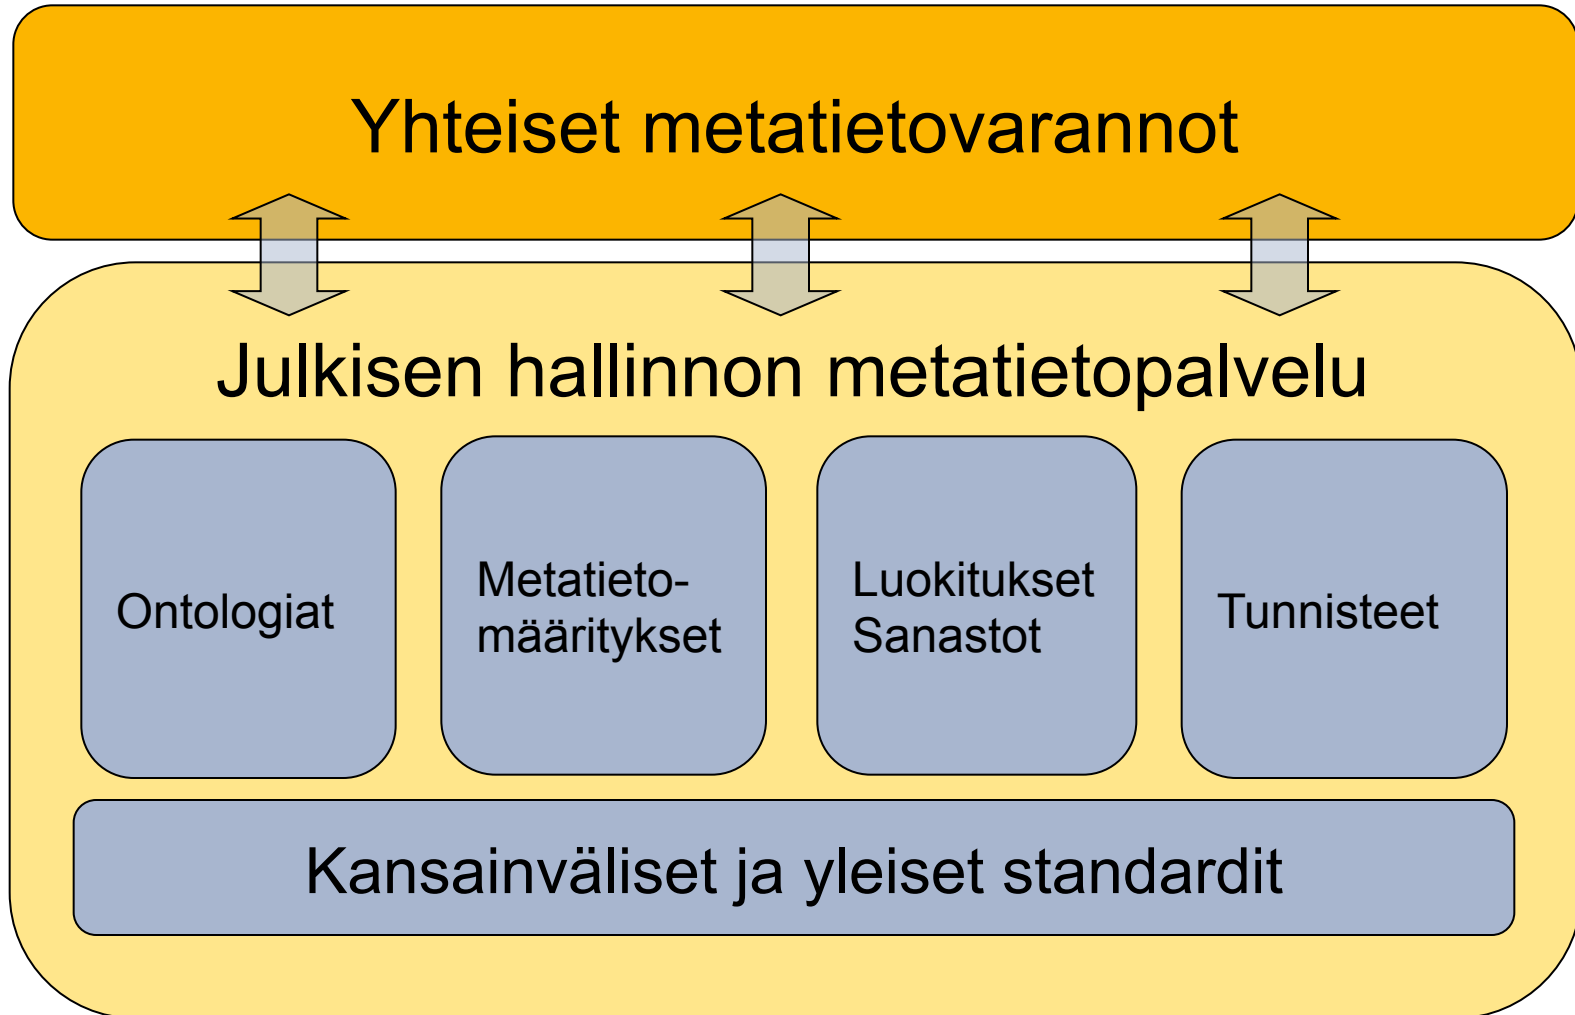 Yhteiset metatietovarannot
Julkisen hallinnon metatietopalvelu
Ontologiat
Metatieto-
määritykset
Luokitukset
Sanastot
Tunnisteet
Kansainväliset ja yleiset standardit